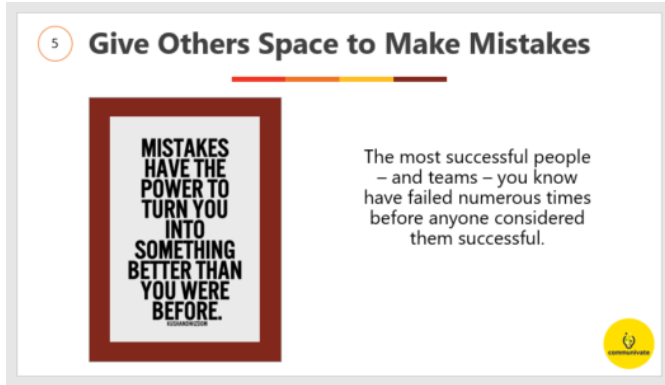 5
Give Others Space to Make Mistakes
MISTAKES
HAVE THE
POWER TO
TURN YOU
INTO
SOMETHING
BETTER THAN
YOU WERE
BEFORE.
KUSHANDWIZDOM
The most successful people
– and teams – you know
have failed numerous times
before anyone considered
them successful.
communivate